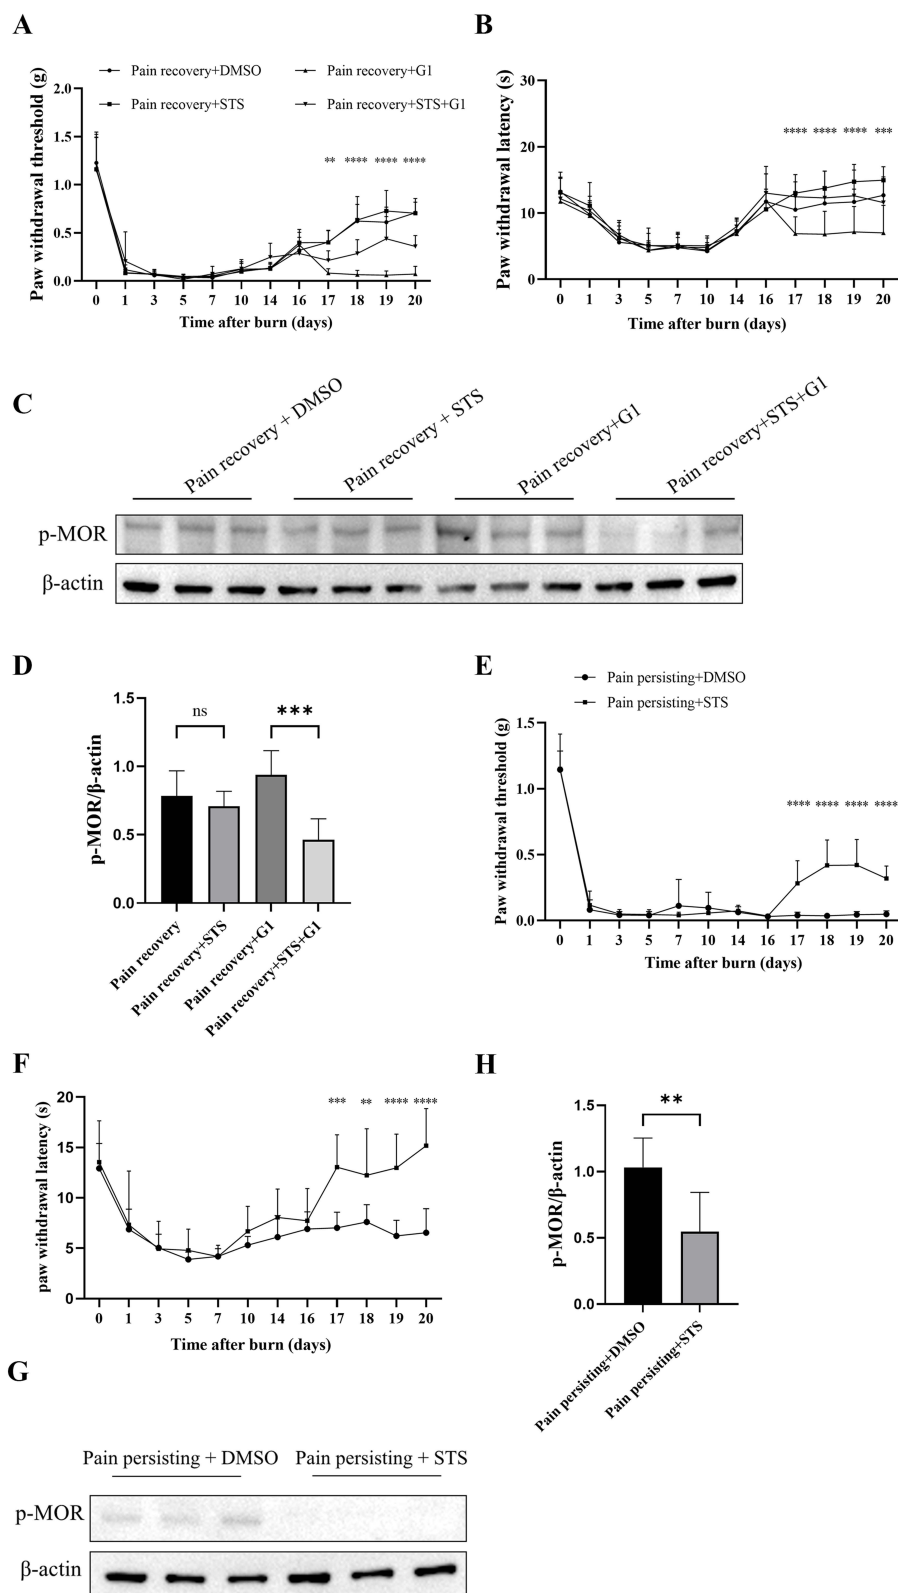 A
Pain recovery+DMSO
Pain recovery+G1
Pain recovery+STS
Pain recovery+STS+G1
Paw withdrawal threshold (g)
2.0
1.5
1.0
0.5
0.0
** **** **** ****
0 1 3 5 7 10 14 16 17 18 19 20
Time after burn (days)
B
Paw withdrawal latency (s)
30
20
10
0
**** **** **** ***
0 1 3 5 7 10 14 16 17 18 19 20
Time after burn (days)
C
Pain recovery + DMSO
Pain recovery + STS
Pain recovery+G1
Pain recovery+STS+G1
p-MOR
β-actin
D
p-MOR/β-actin
1.5
1.0
0.5
0.0
ns
***
Pain recovery
Pain recovery+STS
Pain recovery+G1
Pain recovery+STS+G1
E
Pain persisting+DMSO
Pain persisting+STS
Paw withdrawal threshold (g)
1.5
1.0
0.5
0.0
**** **** **** ****
0 1 3 5 7 10 14 16 17 18 19 20
Time after burn (days)
F
paw withdrawal latency (s)
20
15
10
5
0
*** ** **** ****
0 1 3 5 7 10 14 16 17 18 19 20
Time after burn (days)
H
p-MOR/β-actin
1.5
1.0
0.5
0.0
**
Pain persisting+DMSO
Pain persisting+STS
G
Pain persisting + DMSO
Pain persisting + STS
p-MOR
β-actin